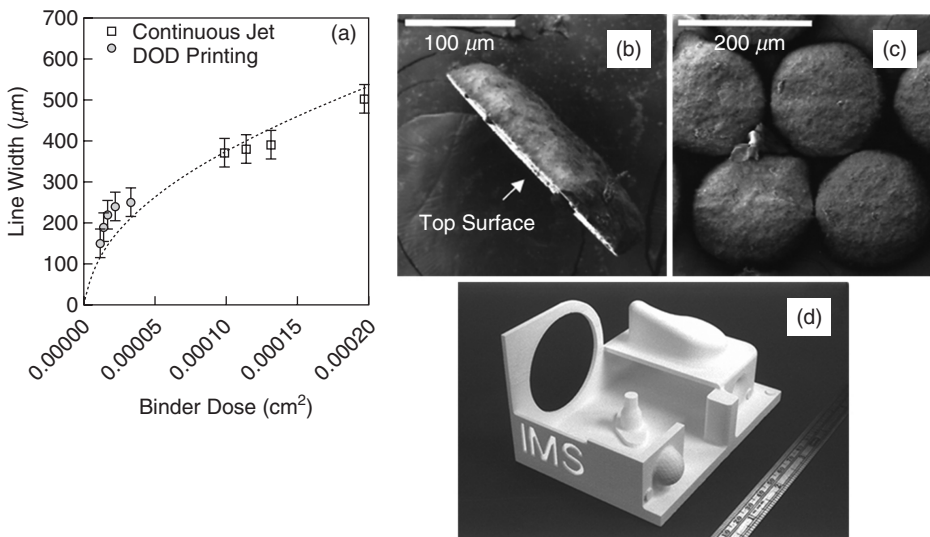 Continuous Jet
DOD Printing
(a)
700
600
500
400
300
200
100
0
Line Width (μm)
0.00000
0.00005
0.00010
0.00015
0.00020
Binder Dose (cm²)
100 μm
(b)
Top Surface
200 μm
(c)
(d)
IMS